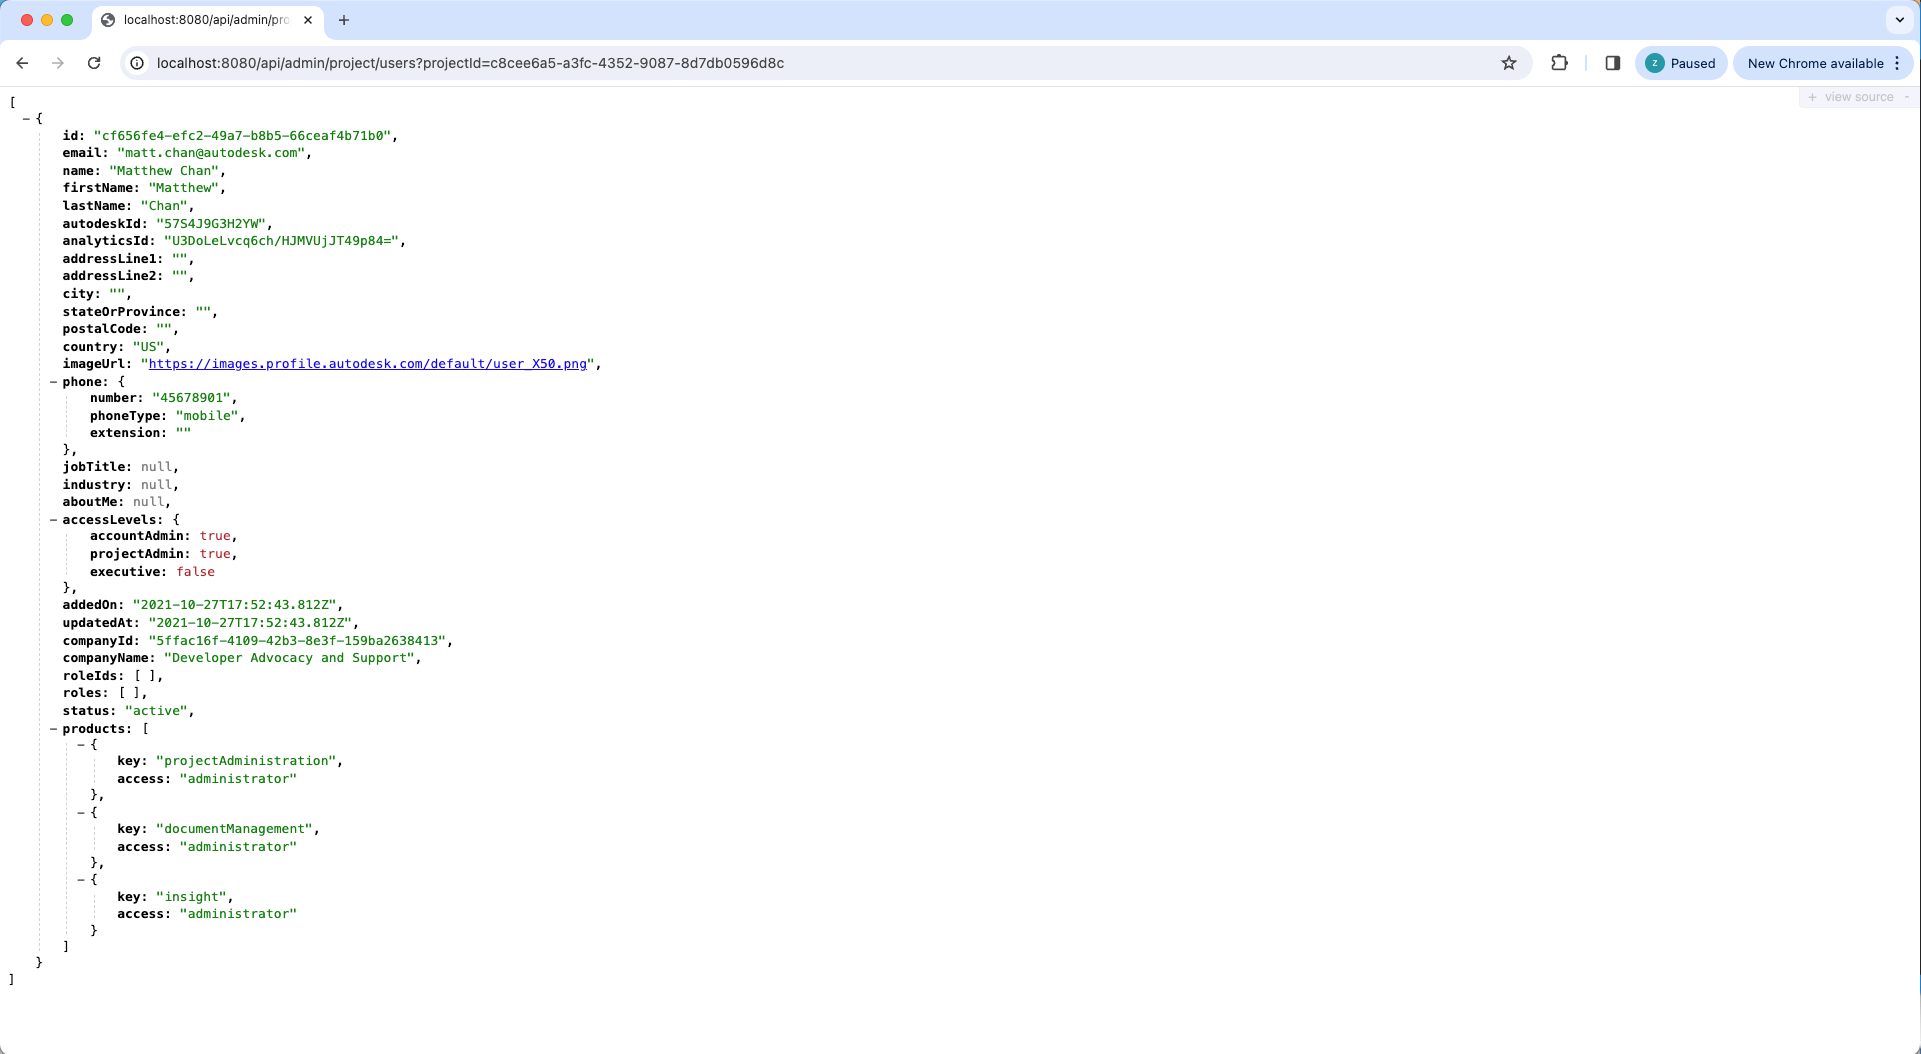 localhost:8080/api/admin/pro
localhost:8080/api/admin/project/users?projectId=c8cee6a5-a3fc-4352-9087-8d7db0596d8c
z Paused
New Chrome available
+ view source -
[
– {
id: "cf656fe4-efc2-49a7-b8b5-66ceaf4b71b0",
email: "matt.chan@autodesk.com",
name: "Matthew Chan",
firstName: "Matthew",
lastName: "Chan",
autodeskId: "57S4J9G3H2YW",
analyticsId: "U3DoLeLvcq6ch/HJMVUjJT49p84=",
addressLine1: "",
addressLine2: "",
city: "",
stateOrProvince: "",
postalCode: "",
country: "US",
imageUrl: "https://images.profile.autodesk.com/default/user_X50.png",
– phone: {
number: "45678901",
phoneType: "mobile",
extension: ""
},
jobTitle: null,
industry: null,
aboutMe: null,
– accessLevels: {
accountAdmin: true,
projectAdmin: true,
executive: false
},
addedOn: "2021-10-27T17:52:43.812Z",
updatedAt: "2021-10-27T17:52:43.812Z",
companyId: "5ffac16f-4109-42b3-8e3f-159ba2638413",
companyName: "Developer Advocacy and Support",
roleIds: [ ],
roles: [ ],
status: "active",
– products: [
– {
key: "projectAdministration",
access: "administrator"
},
– {
key: "documentManagement",
access: "administrator"
},
– {
key: "insight",
access: "administrator"
}
]
}
]